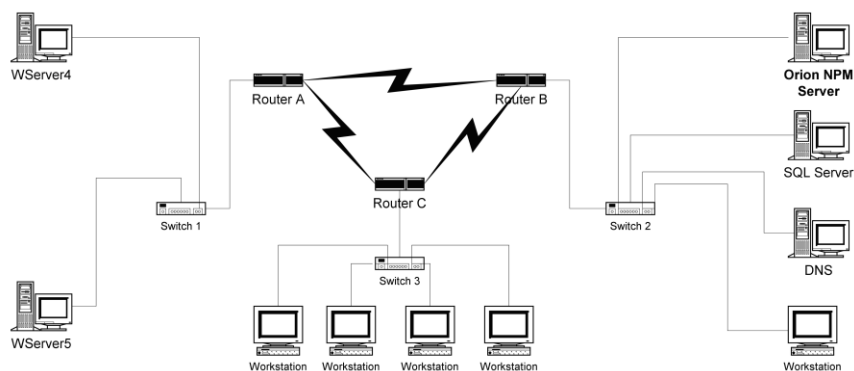 WServer4
Router A
Router B
Orion NPM
Server
SQL Server
Router C
Switch 1
Switch 2
Switch 3
DNS
WServer5
Workstation
Workstation
Workstation
Workstation
Workstation